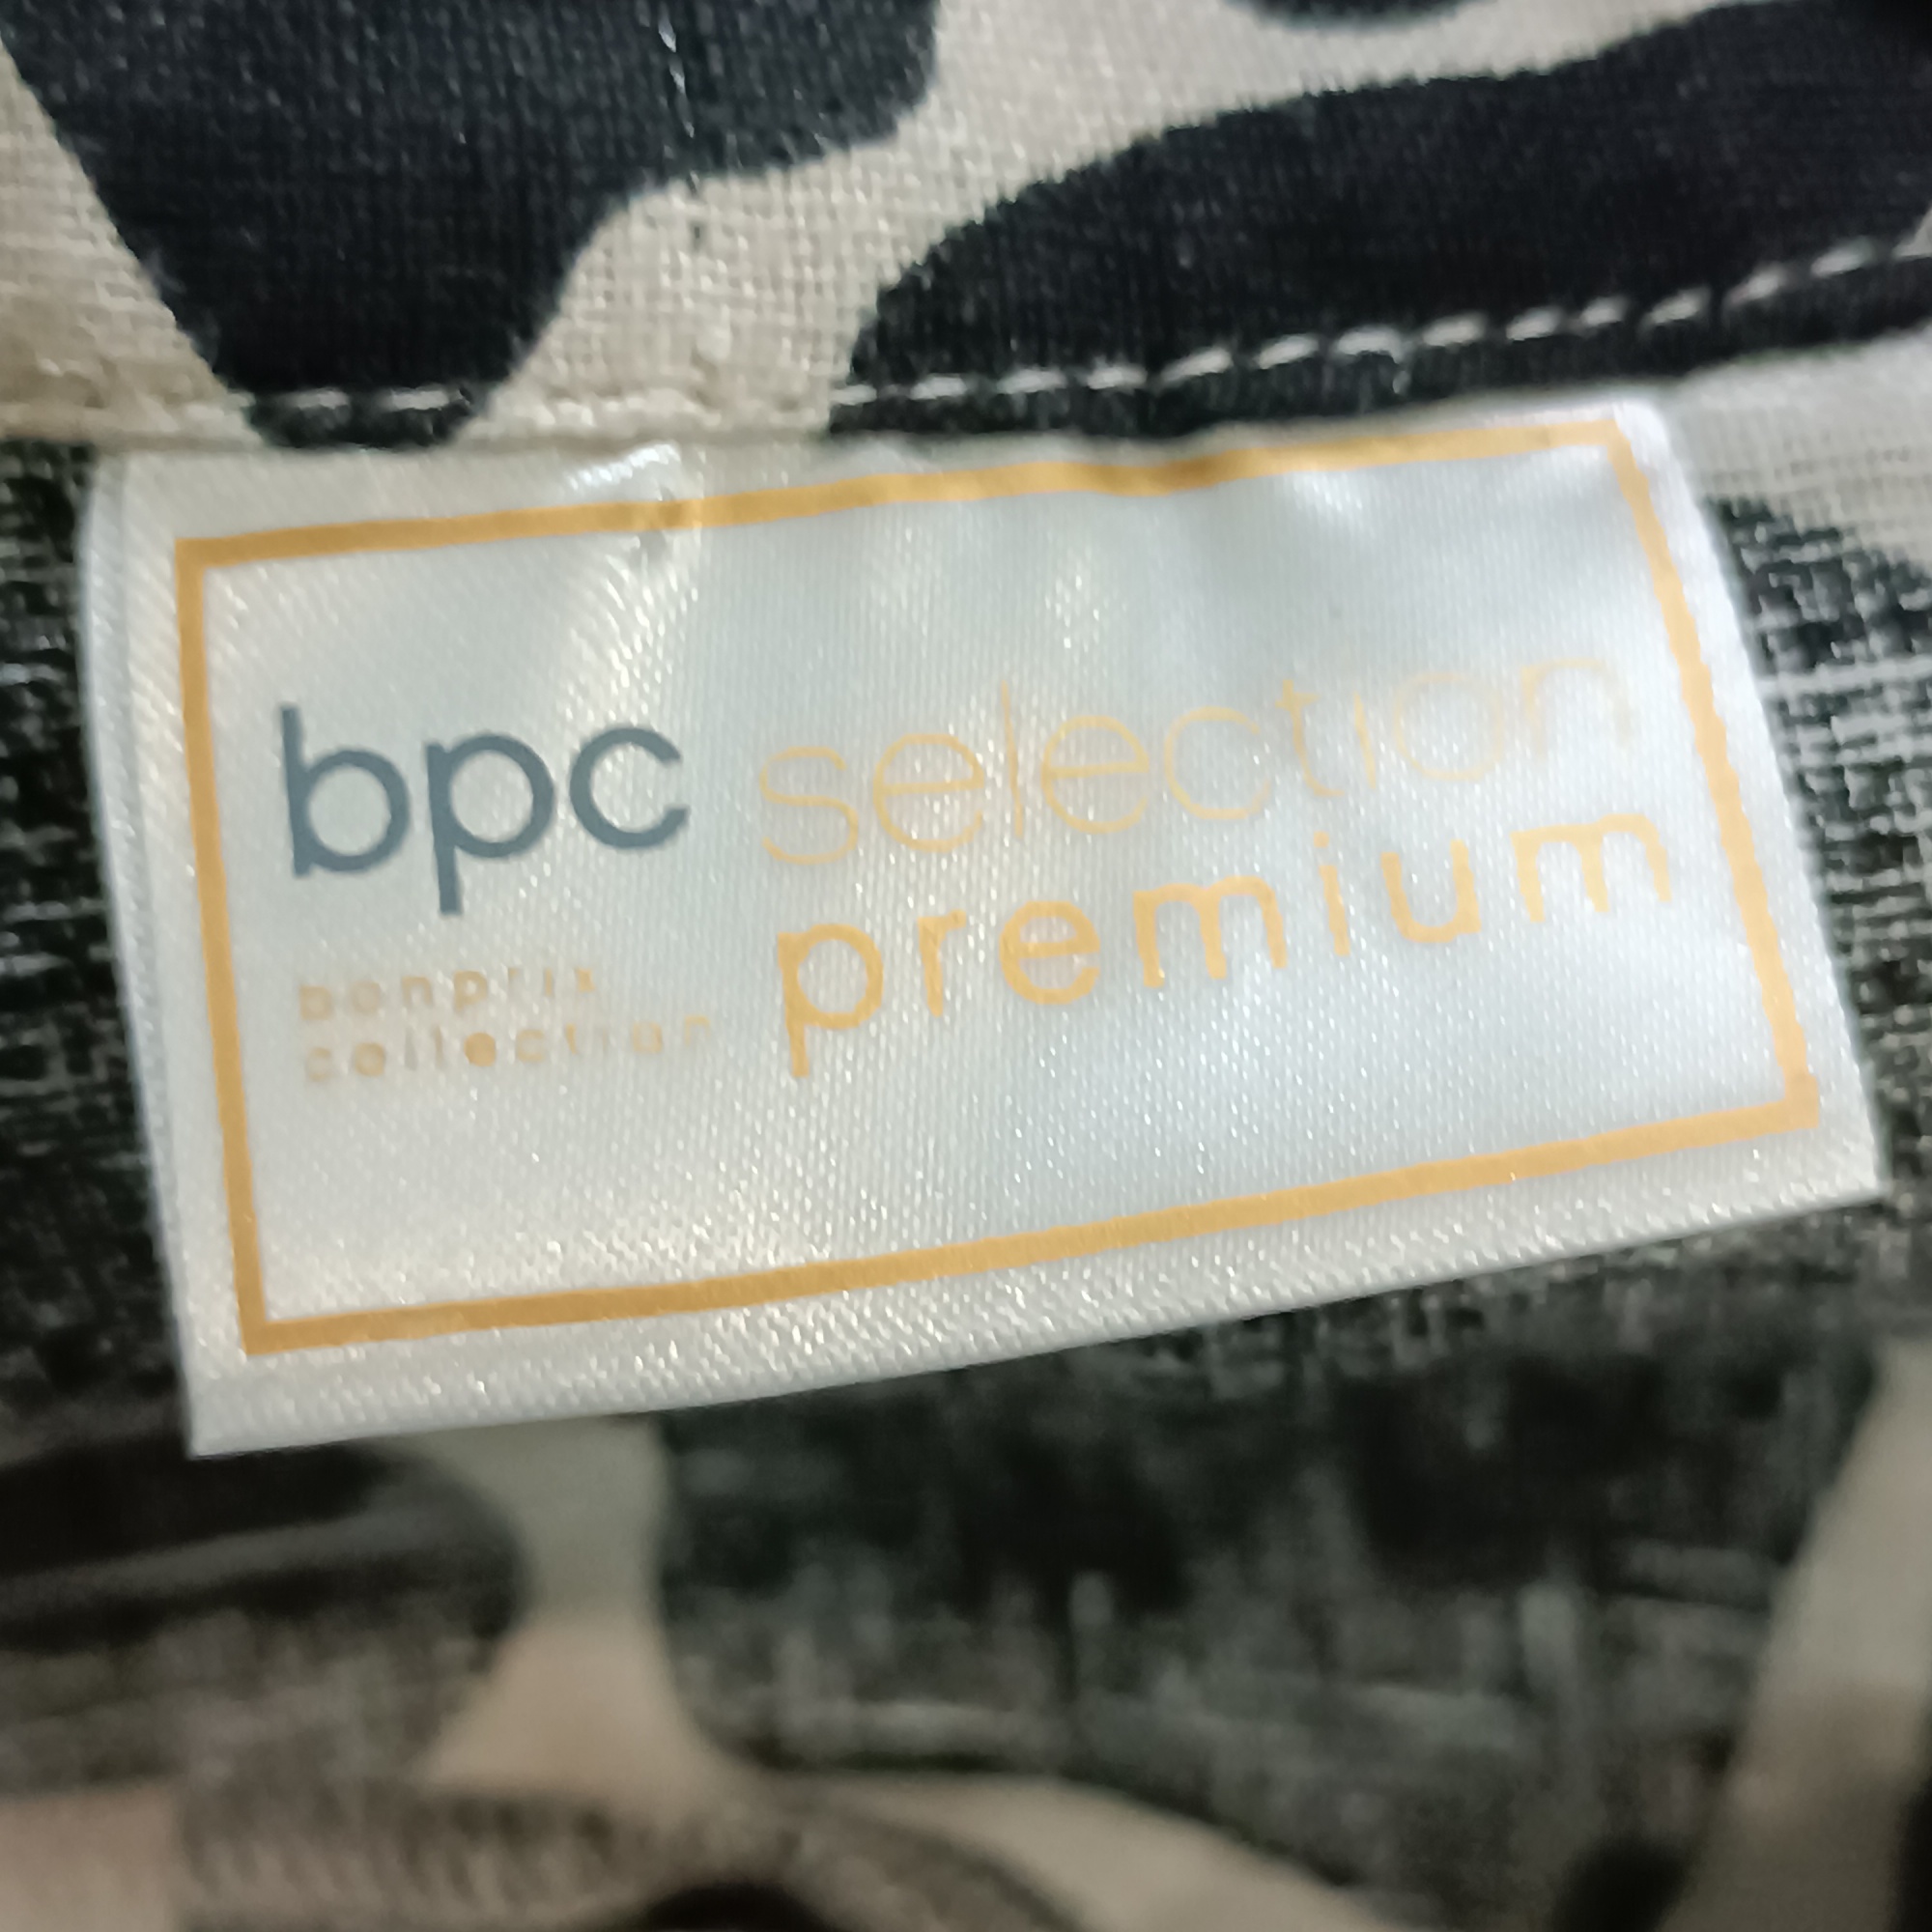 bpc selection
premium
bonprix
collection